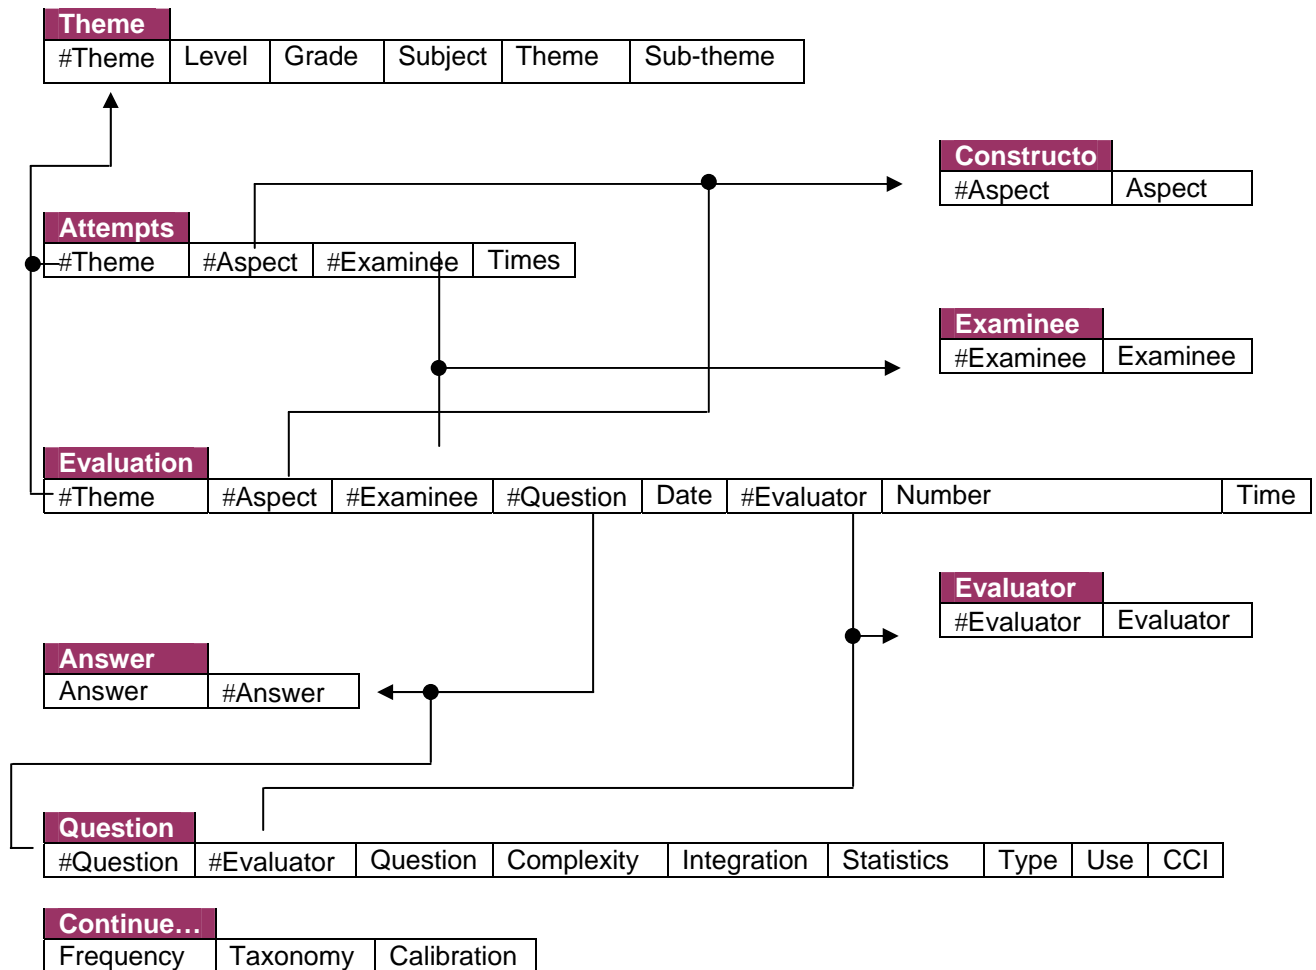 Theme
#Theme Level Grade Subject Theme Sub-theme
Constructo
#Aspect Aspect
Attempts
#Theme #Aspect #Examinee Times
Examinee
#Examinee Examinee
Evaluation
#Theme #Aspect #Examinee #Question Date #Evaluator Number Time
Evaluator
#Evaluator Evaluator
Answer
Answer #Answer
Question
#Question #Evaluator Question Complexity Integration Statistics Type Use CCI
Continue…
Frequency Taxonomy Calibration